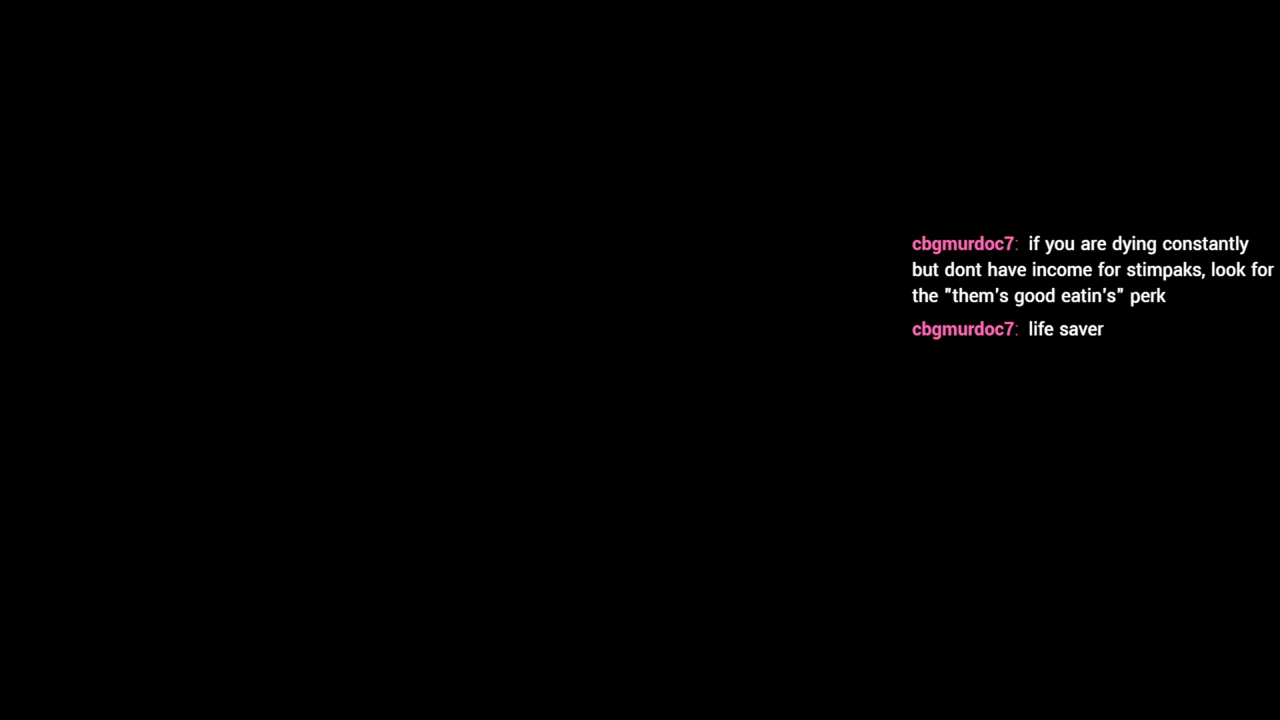 cbgmurdoc7: if you are dying constantly
but dont have income for stimpaks, look for
the "them's good eatin's" perk
cbgmurdoc7: life saver